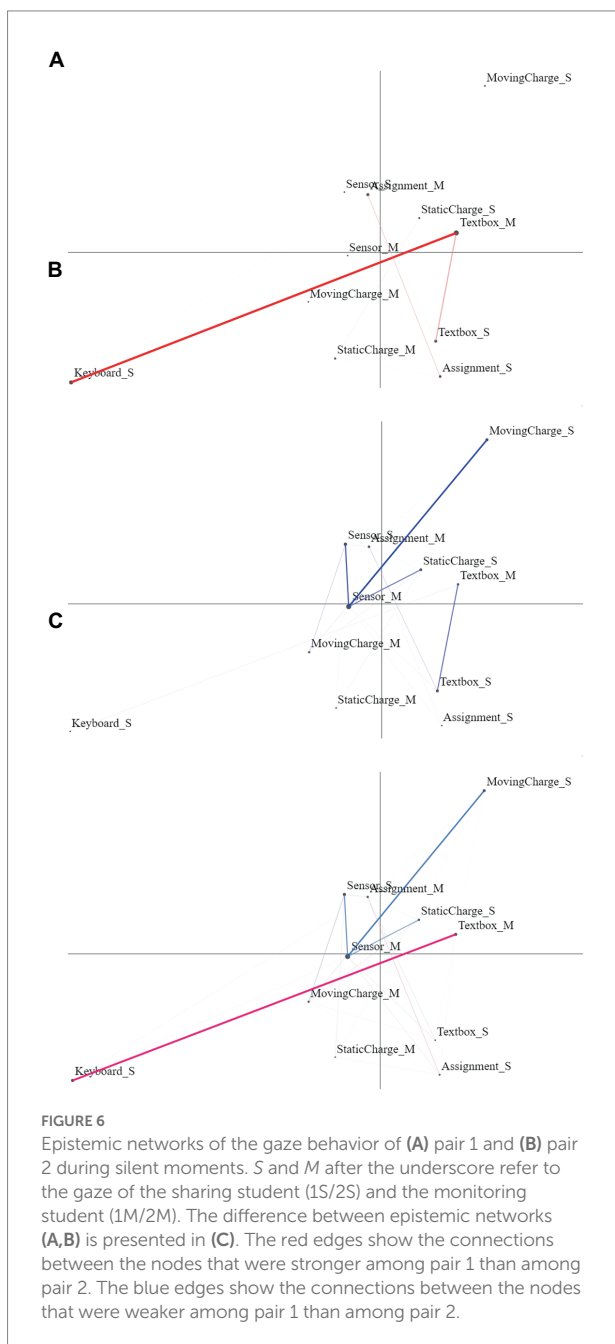 A
MovingCharge_S
Sensor_S
Assignment_M
StaticCharge_S
Textbox_M
Sensor_M
B
MovingCharge_M
Textbox_S
StaticCharge_M
Keyboard_S
Assignment_S
MovingCharge_S
Sensor_S
Assignment_M
StaticCharge_S
Textbox_M
Sensor_M
C
MovingCharge_M
Textbox_S
StaticCharge_M
Keyboard_S
Assignment_S
MovingCharge_S
Sensor_S
Assignment_M
StaticCharge_S
Textbox_M
Sensor_M
MovingCharge_M
Textbox_S
StaticCharge_M
Keyboard_S
Assignment_S
FIGURE 6
Epistemic networks of the gaze behavior of (A) pair 1 and (B) pair
2 during silent moments. S and M after the underscore refer to
the gaze of the sharing student (1S/2S) and the monitoring
student (1M/2M). The difference between epistemic networks
(A,B) is presented in (C). The red edges show the connections
between the nodes that were stronger among pair 1 than among
pair 2. The blue edges show the connections between the nodes
that were weaker among pair 1 than among pair 2.